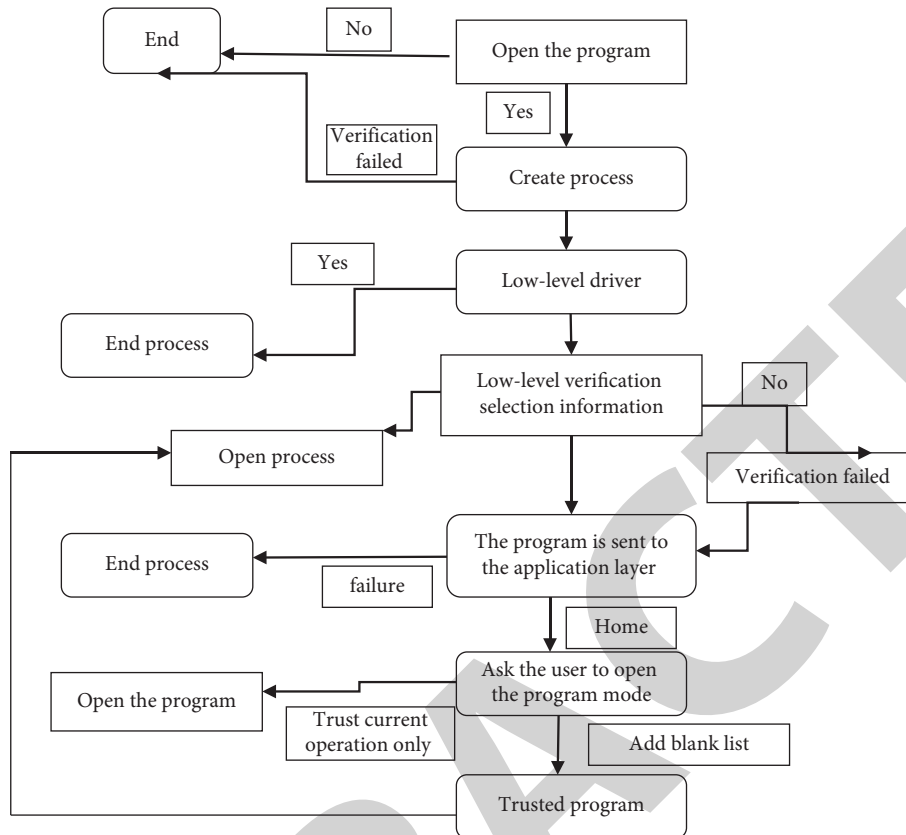 End
No
Open the program
Yes
Verification
failed
Create process
Yes
Low-level driver
End process
Low-level verification
selection information
No
Open process
Verification failed
The program is sent to
the application layer
End process
failure
Home
Ask the user to open
the program mode
Open the program
Trust current
operation only
Add blank list
Trusted program